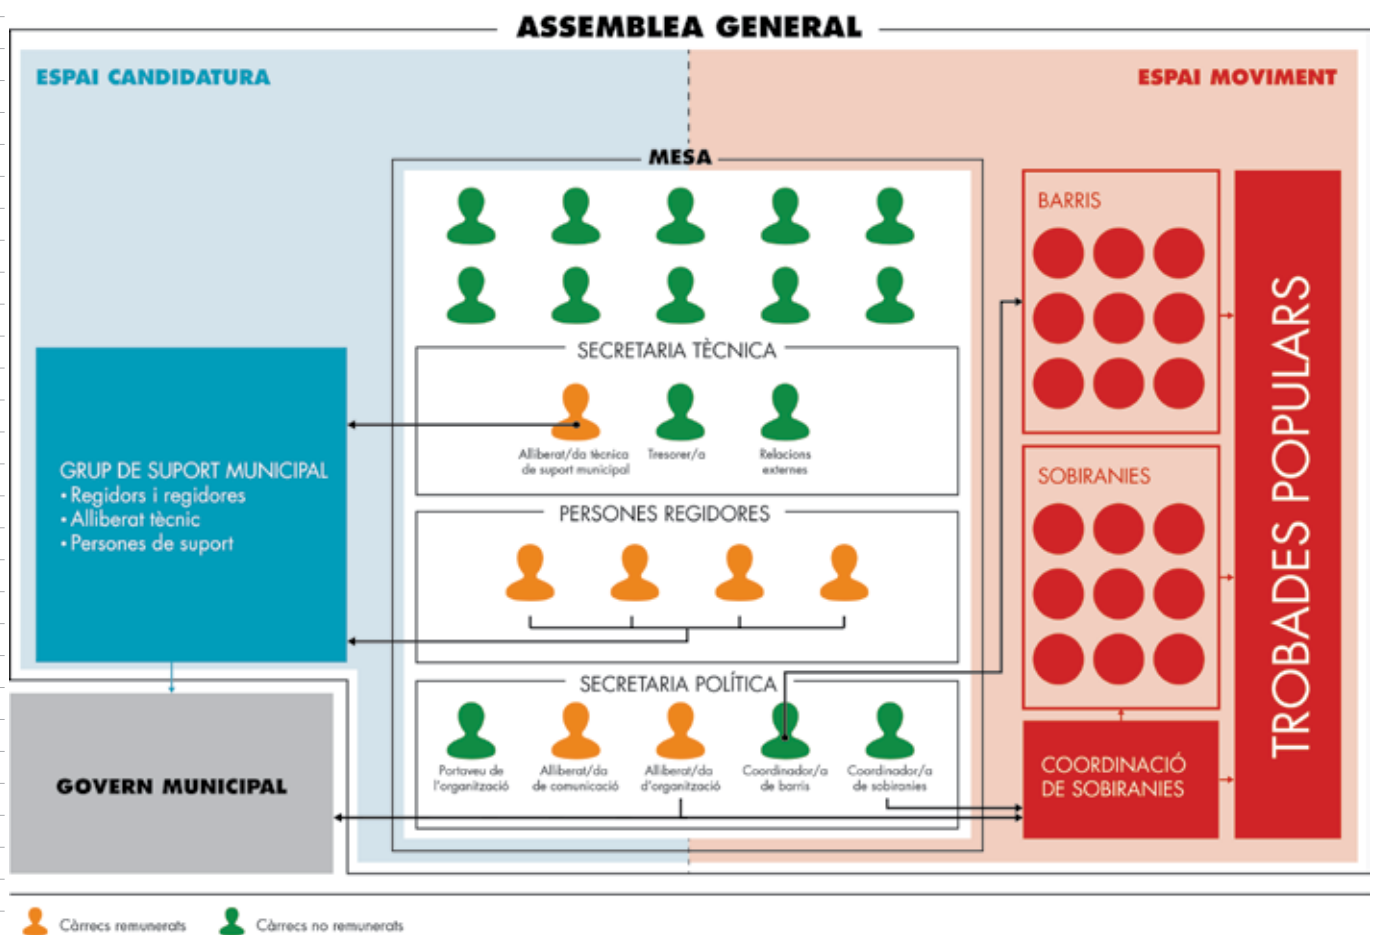 ASSEMBLEA GENERAL
ESPAI CANDIDATURA
ESPAI MOVIMENT
MESA
SECRETARIA TÈCNICA
Alliberat/da tècnica
de suport municipal
Tresorer/a
Relacions
externes
PERSONES REGIDORES
SECRETARIA POLÍTICA
Portaveu de
l'organització
Alliberat/da
de comunicació
Alliberat/da
d'organització
Coordinador/a
de barris
Coordinador/a
de sobiranies
GRUP DE SUPORT MUNICIPAL
• Regidors i regidores
• Alliberat tècnic
• Persones de suport
GOVERN MUNICIPAL
BARRIS
SOBIRANIES
COORDINACIÓ
DE SOBIRANIES
TROBADES POPULARS
Càrrecs remunerats
Càrrecs no remunerats